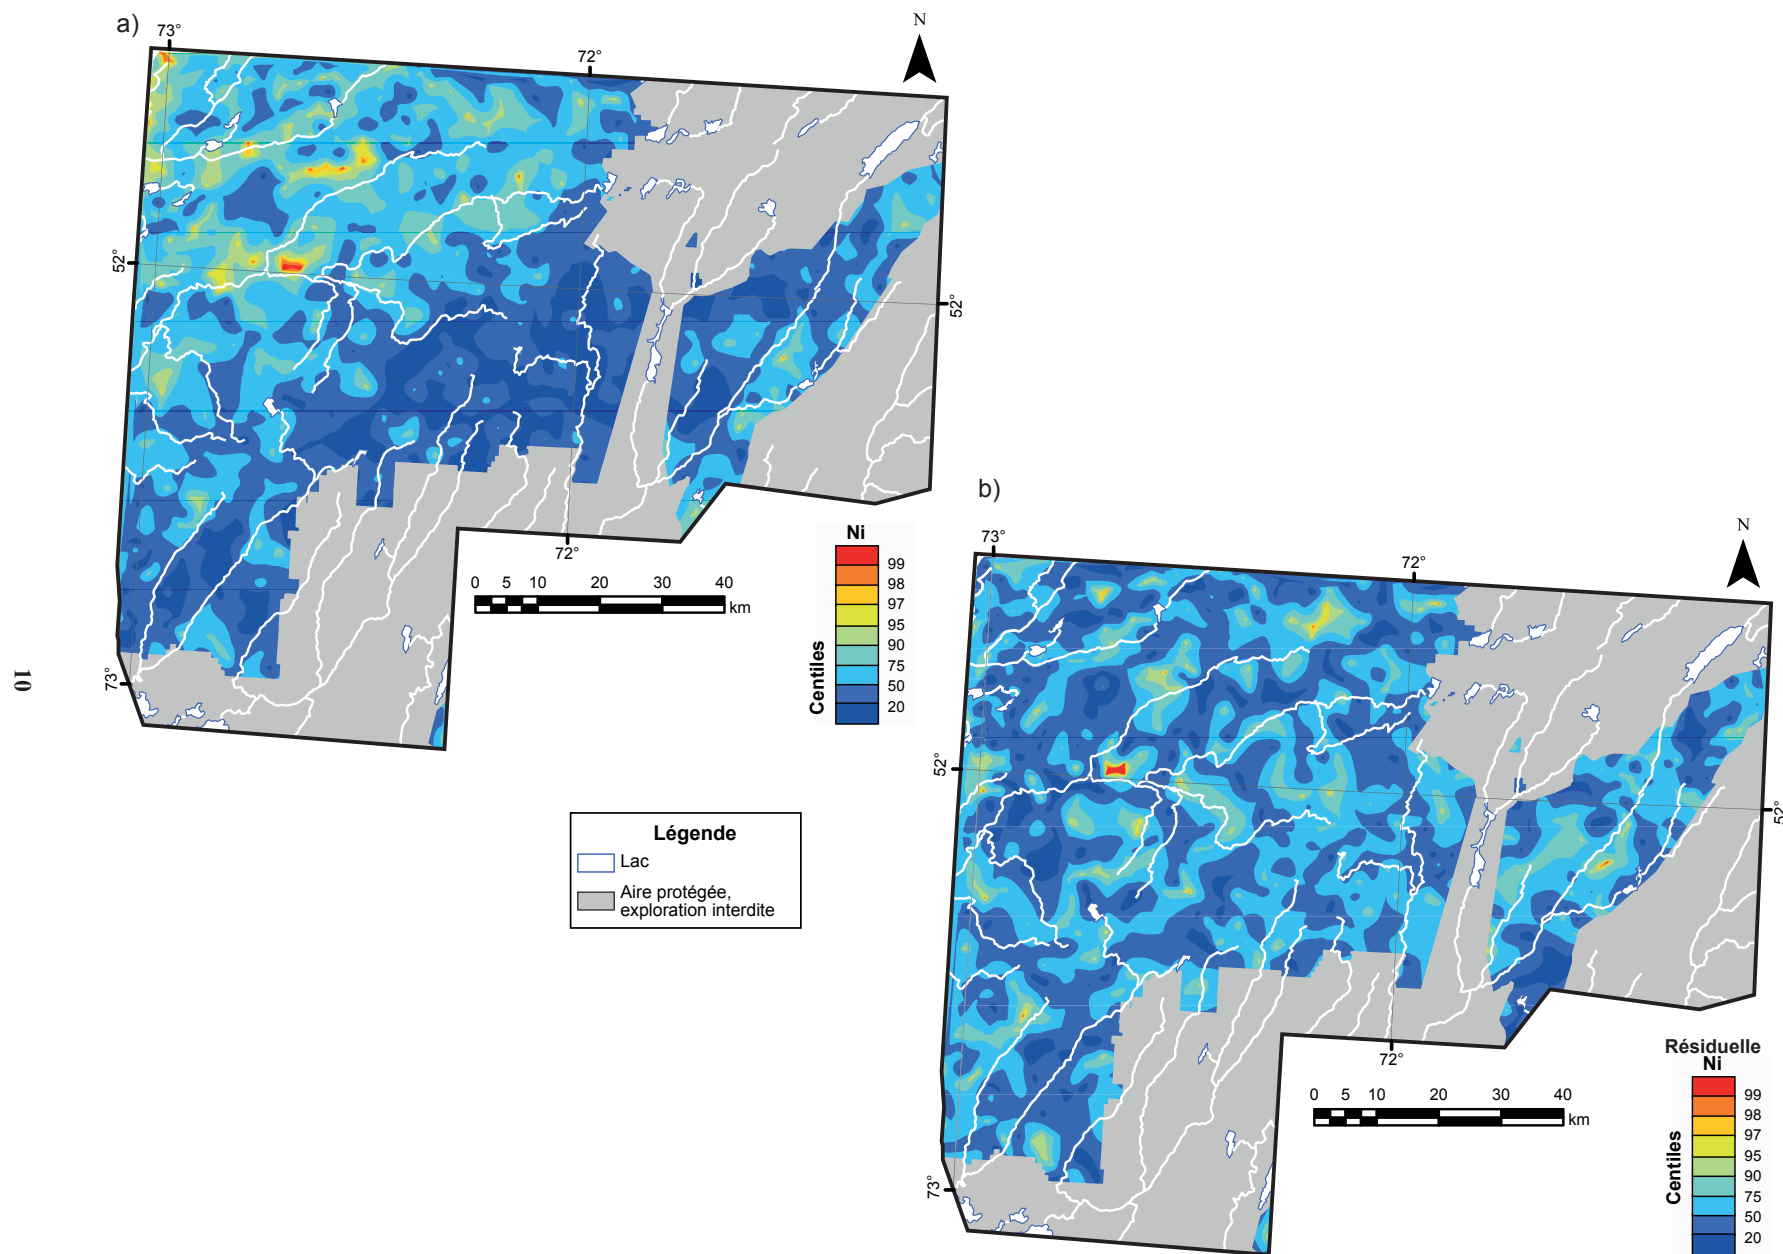 a)
73°
72°
N
52°
52°
73°
72°
0 5 10 20 30 40
km
Ni
Centiles
99
98
97
95
90
75
50
20
Légende
Lac
Aire protégée,
exploration interdite
10
b)
73°
72°
N
52°
52°
73°
72°
0 5 10 20 30 40
km
Résiduelle
Ni
Centiles
99
98
97
95
90
75
50
20